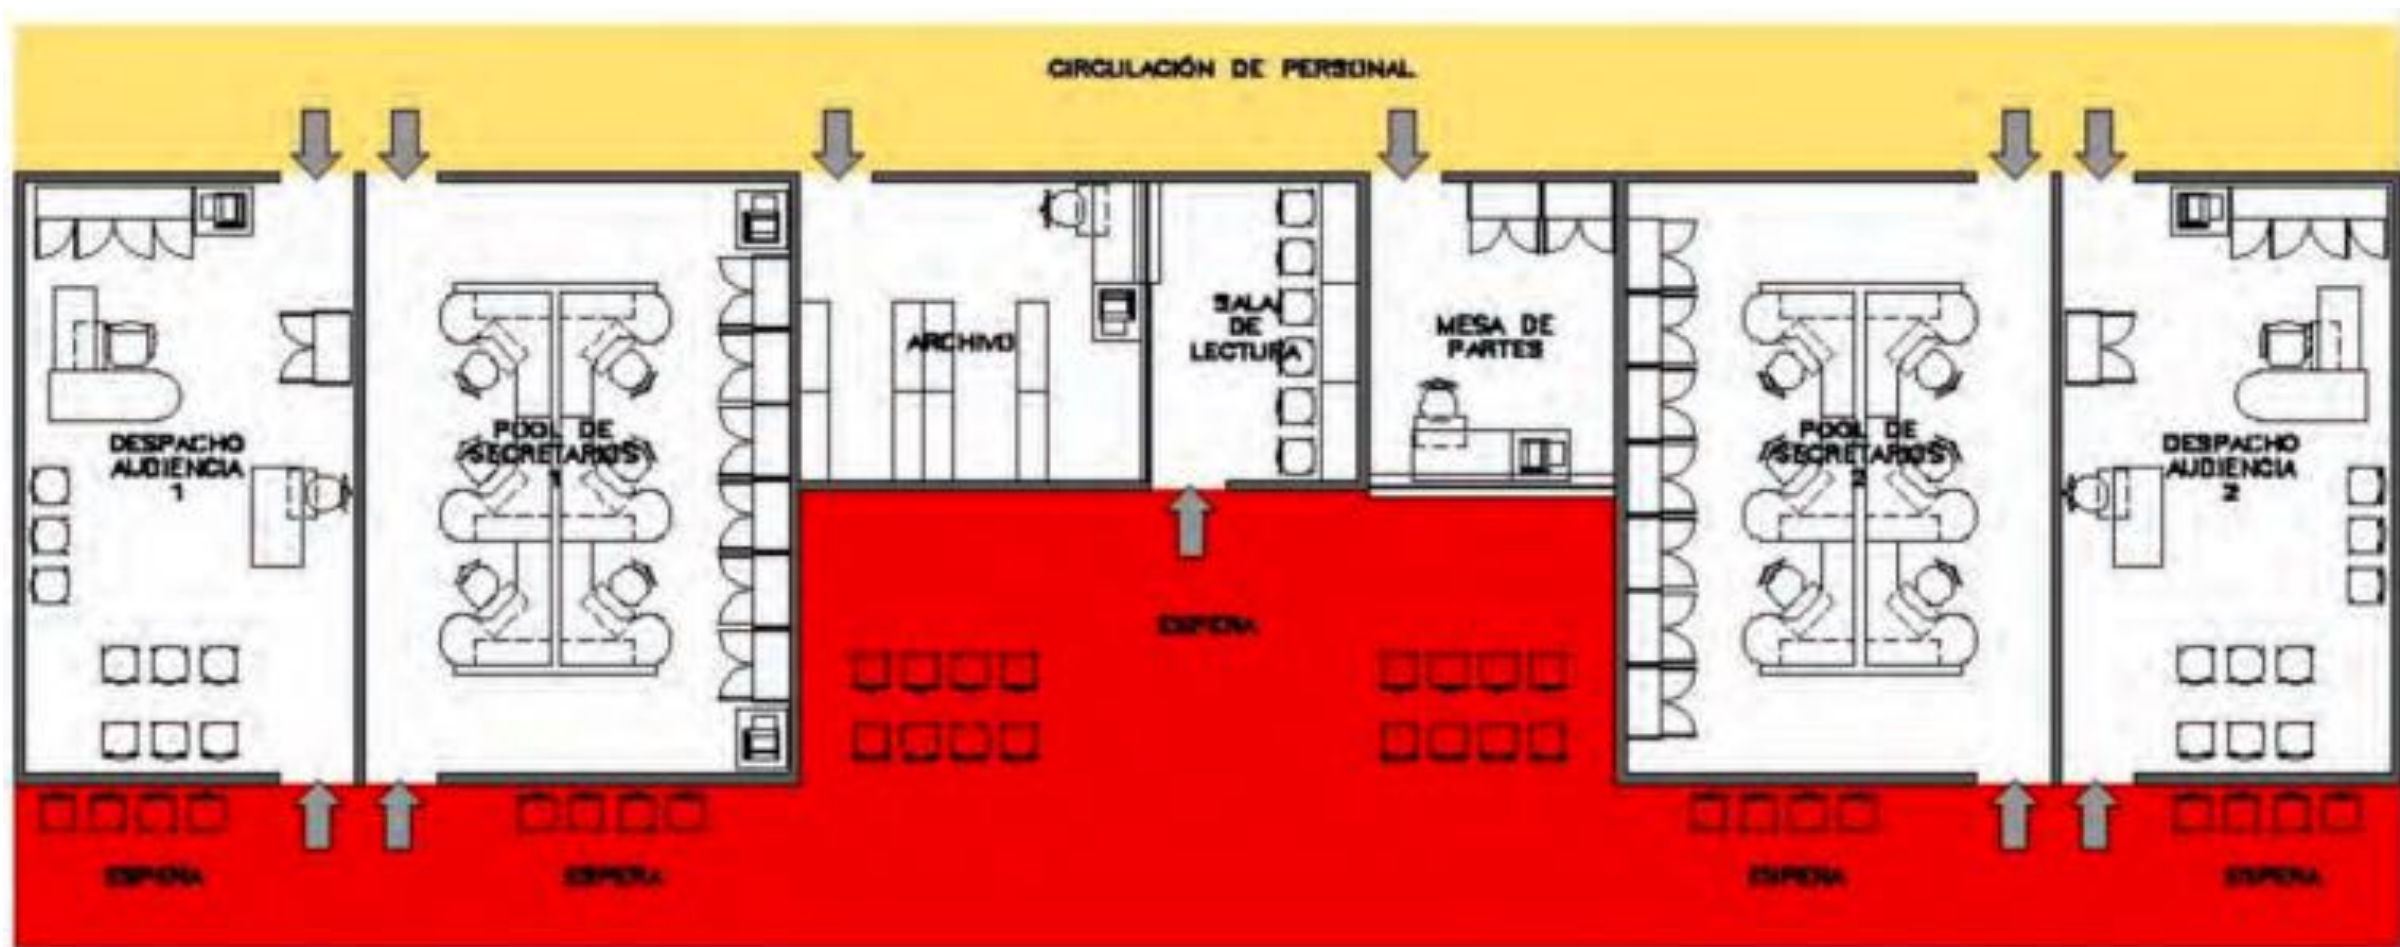 CIRCULACIÓN DE PERSONAL
DESPACHO
AUDIENCIA
1
POOL DE
SECRETARIOS
1
ARCHIVO
SALA
DE
LECTURA
MESA DE
PARTES
POOL DE
SECRETARIOS
2
DESPACHO
AUDIENCIA
2
ESPERA
ESPERA
ESPERA
ESPERA
ESPERA